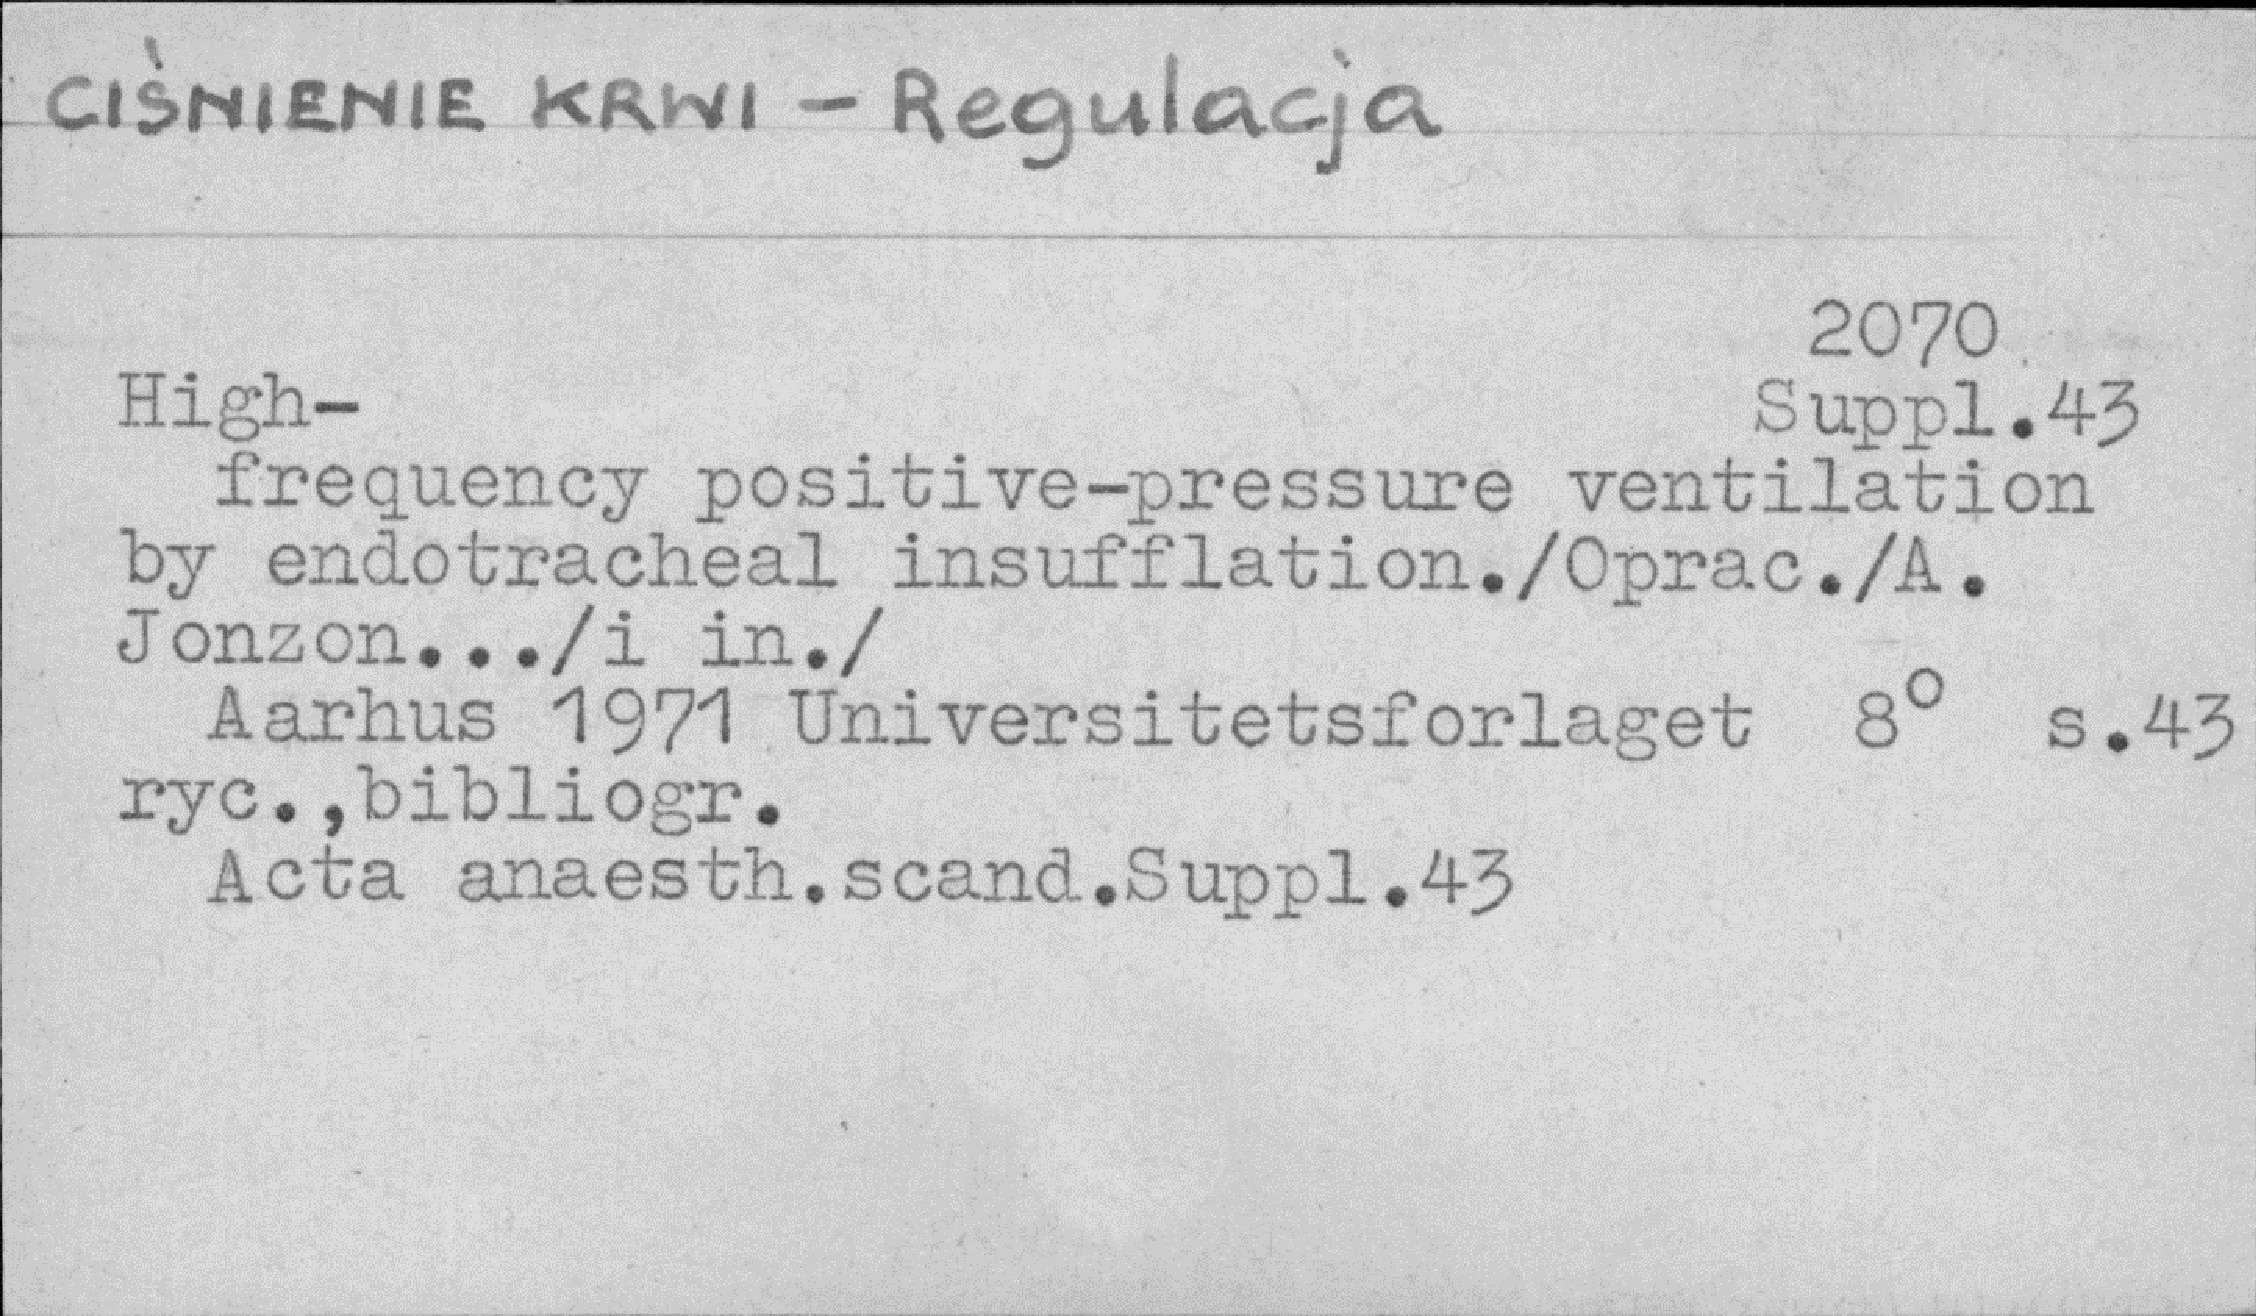 CIŚNIENIE KRWI - Regulacja
2070
High-
Suppl.43
frequency positive-pressure ventilation
by endotracheal insufflation./Oprac./A.
Jonzon.../i in./
Aarhus 1971 Universitetsforlaget 8° s.43
ryc.,bibliogr.
Acta anaesth.scand.Suppl.43